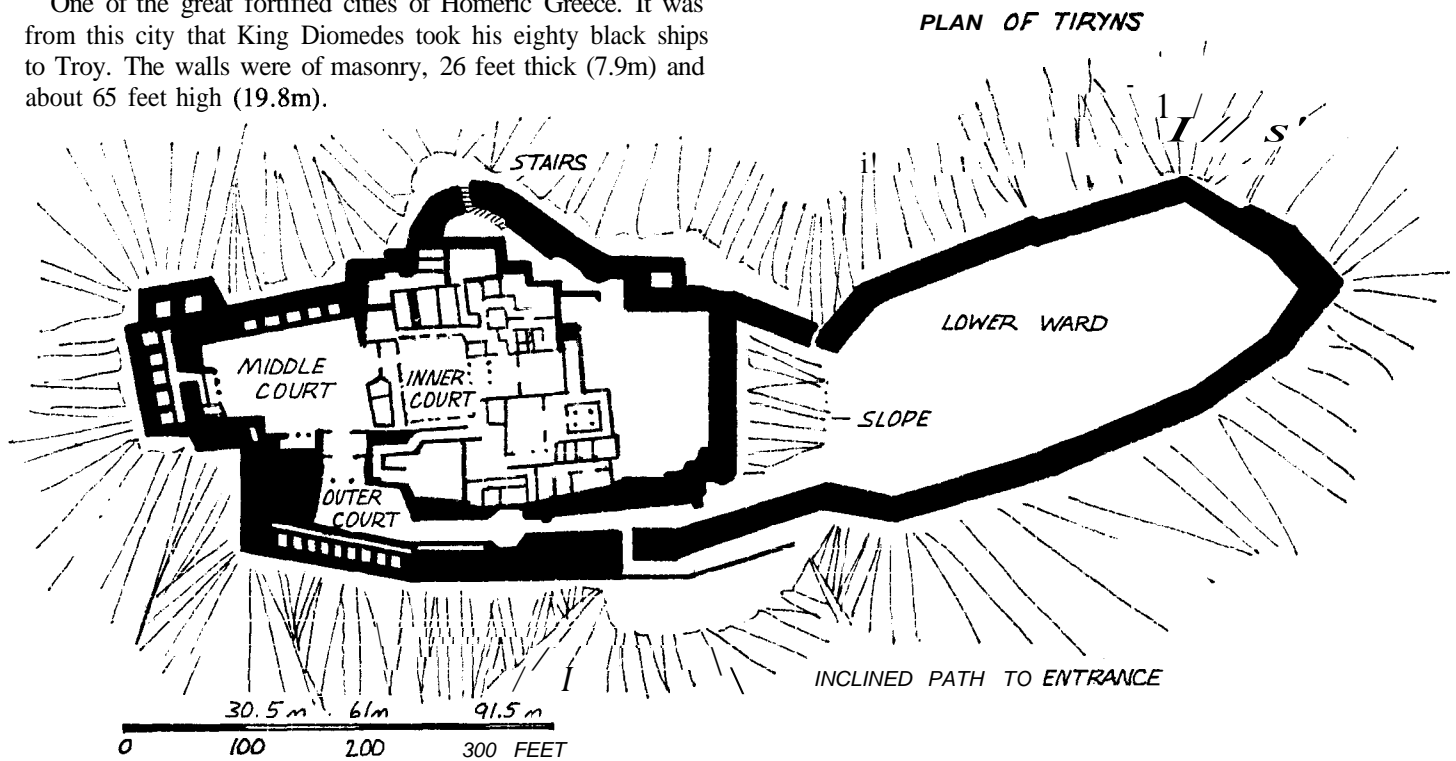 One of the great fortified cities of Homeric Greece. It was
from this city that King Diomedes took his eighty black ships
to Troy. The walls were of masonry, 26 feet thick (7.9m) and
about 65 feet high (19.8m).
PLAN OF TIRYNS
STAIRS
LOWER WARD
MIDDLE
COURT
INNER
COURT
SLOPE
OUTER
COURT
INCLINED PATH TO ENTRANCE
30.5 m 61m 91.5 m
0 100 200 300 FEET